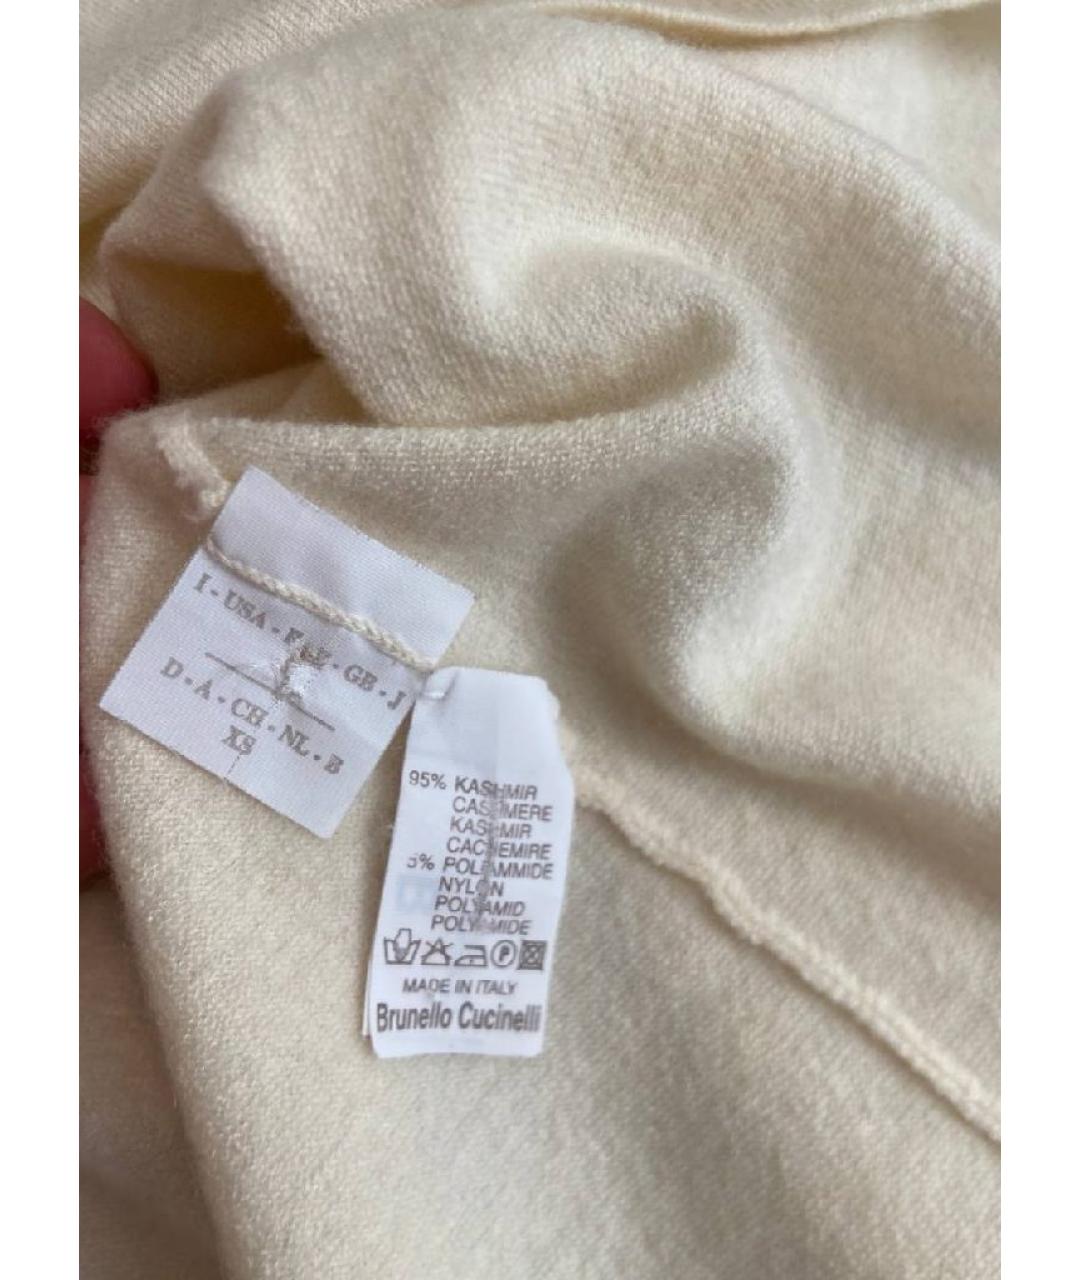 I - USA - F - GB - J
D - A - CH - NL - B
XS
95% KASHMIR
CASHMERE
KASHMIR
CACHEMIRE
5% POLIAMMIDE
NYLON
POLYAMID
POLYAMIDE
P
MADE IN ITALY
Brunello Cucinelli